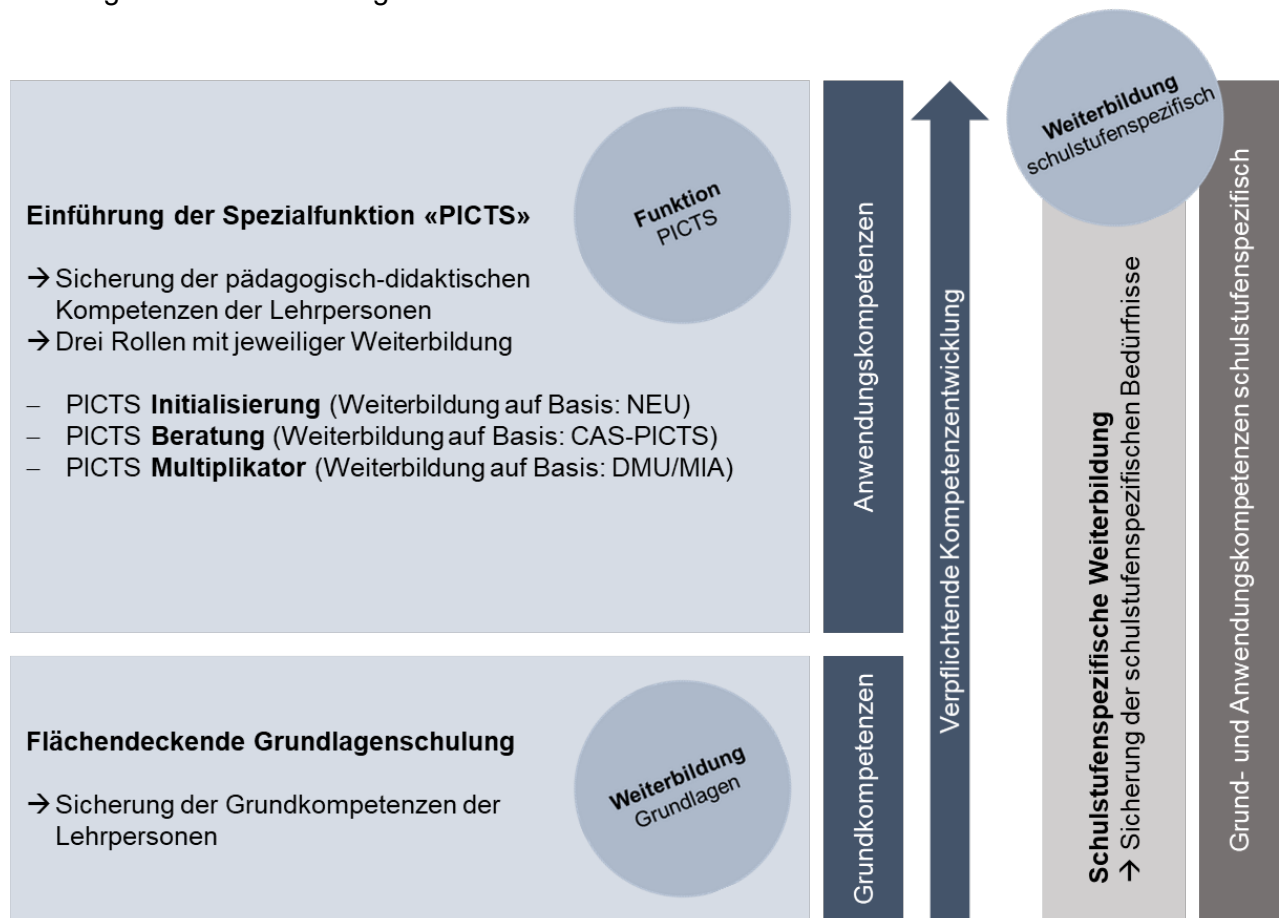 Einführung der Spezialfunktion «PICTS»
→ Sicherung der pädagogisch-didaktischen
Kompetenzen der Lehrpersonen
→ Drei Rollen mit jeweiliger Weiterbildung
– PICTS Initialisierung (Weiterbildung auf Basis: NEU)
– PICTS Beratung (Weiterbildung auf Basis: CAS-PICTS)
– PICTS Multiplikator (Weiterbildung auf Basis: DMU/MIA)
Funktion
PICTS
Flächendeckende Grundlagenschulung
→ Sicherung der Grundkompetenzen der
Lehrpersonen
Weiterbildung
Grundlagen
Anwendungskompetenzen
Grundkompetenzen
Verpflichtende Kompetenzentwicklung
Weiterbildung
schulstufenspezifisch
Schulstufenspezifische Weiterbildung
→ Sicherung der schulstufenspezifischen Bedürfnisse
Grund- und Anwendungskompetenzen schulstufenspezifisch